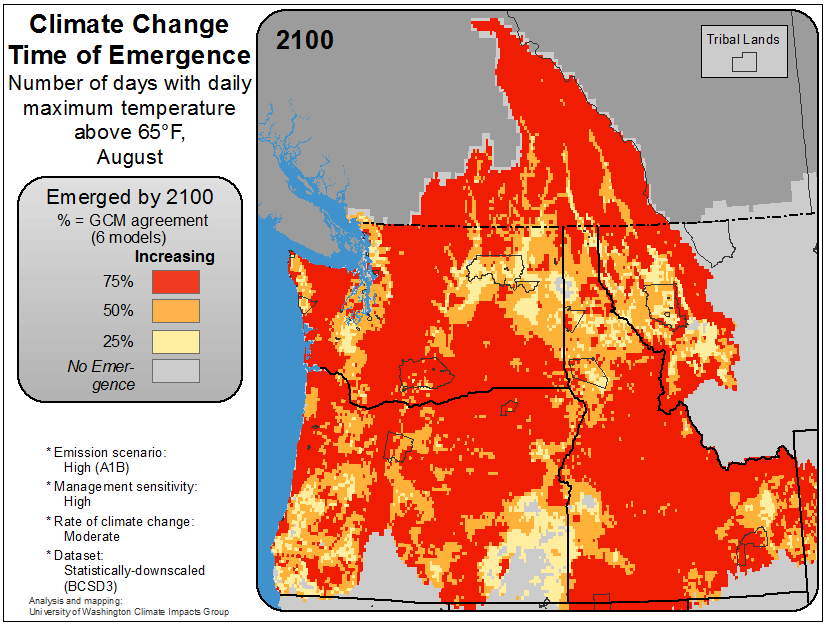 Climate Change
Time of Emergence
Number of days with daily
maximum temperature
above 65°F,
August
2100
Tribal Lands
Emerged by 2100
% = GCM agreement
(6 models)
Increasing
75%
50%
25%
No Emer-
gence
* Emission scenario:
High (A1B)
* Management sensitivity:
High
* Rate of climate change:
Moderate
* Dataset:
Statistically-downscaled
(BCSD3)
Analysis and mapping:
University of Washington Climate Impacts Group